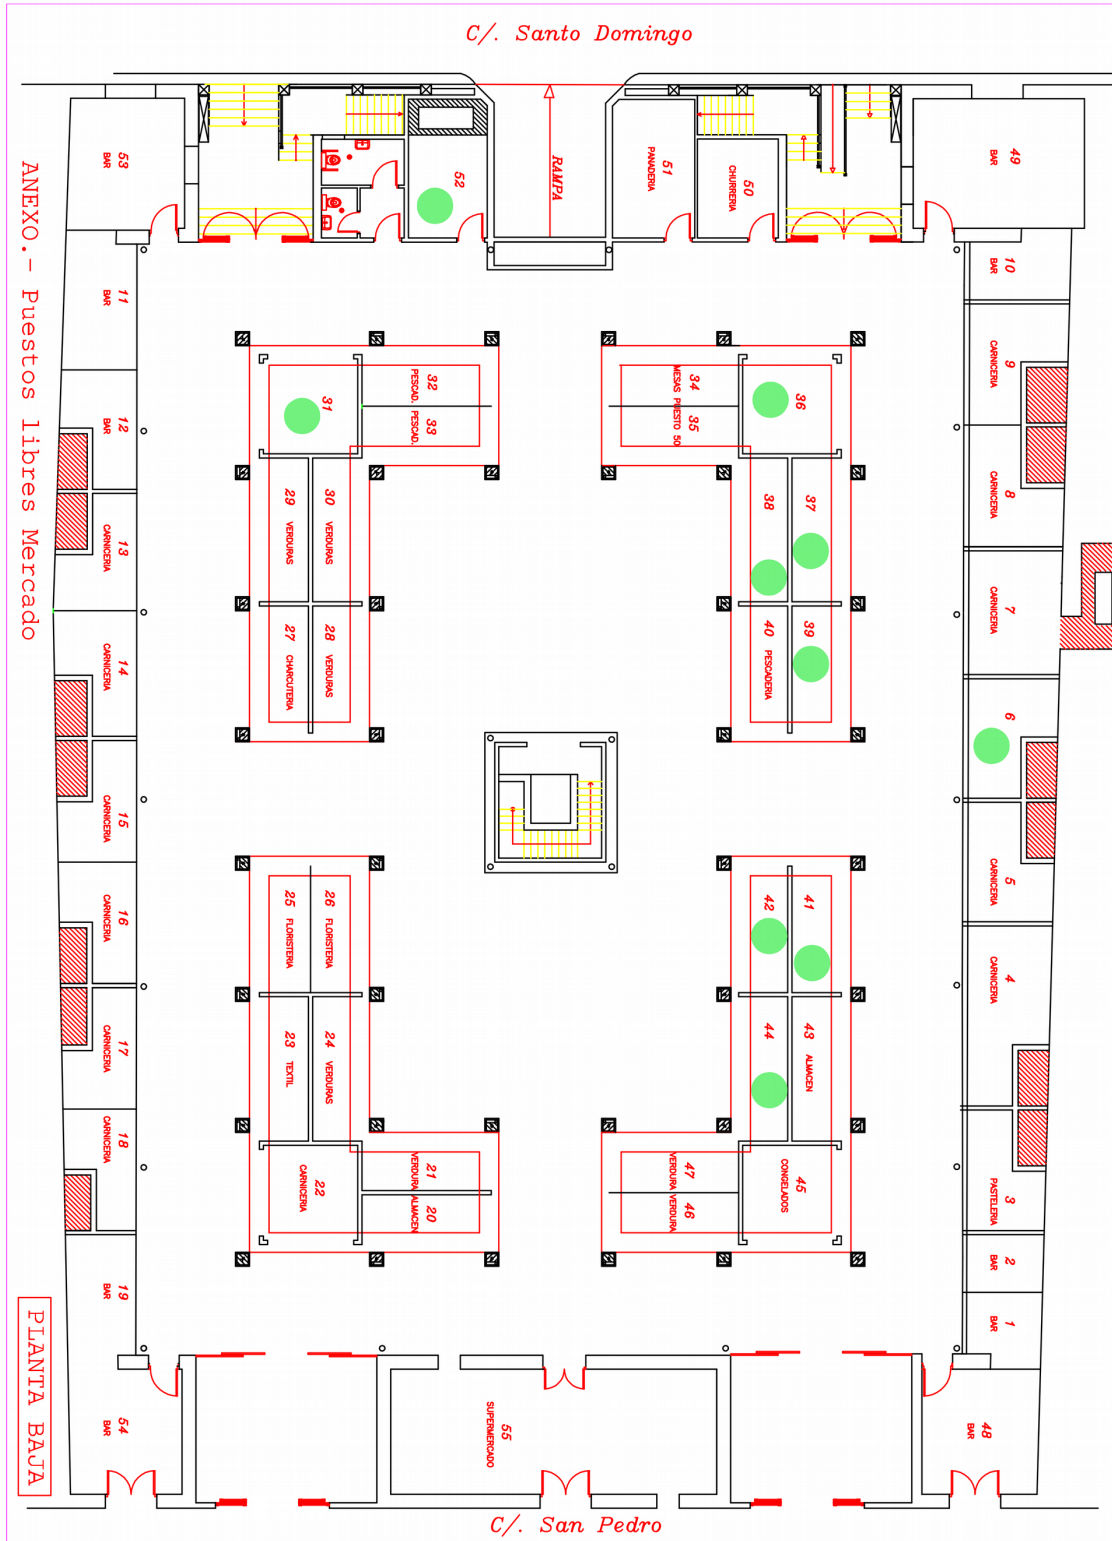 C/. Santo Domingo
ANEXO.- Puestos libres Mercado
PLANTA BAJA
RAMPA
53
BAR
52
51
PANADERIA
50
CHURRERIA
49
BAR
11
BAR
12
BAR
13
CARNICERIA
14
CARNICERIA
15
CARNICERIA
16
CARNICERIA
17
CARNICERIA
18
CARNICERIA
19
BAR
54
BAR
31
32
PESCAD.
33
PESCAD.
29 VERDURAS
30 VERDURAS
27 CHARCUTERIA
28 VERDURAS
25 FLORISTERIA
26 FLORISTERIA
23 TEXTIL
24 VERDURAS
22
CARNICERIA
21
VERDURA
20
ALMACEN
34
35
MESAS PUESTO 50
36
38
37
40 PESCADERIA
39
42
41
44
43 ALMACEN
45
CONGELADOS
47
VERDURA
46
VERDURA
10
BAR
9
CARNICERIA
8
CARNICERIA
7
CARNICERIA
6
5
CARNICERIA
4
CARNICERIA
3
PASTELERIA
2
BAR
1
BAR
48
BAR
55
SUPERMERCADO
C/. San Pedro